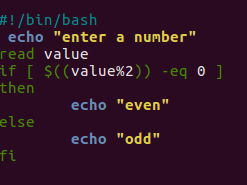 #!/bin/bash
 echo "enter a number"
read value
if [ $((value%2)) -eq 0 ]
then
        echo "even"
else
        echo "odd"
fi